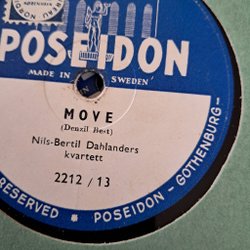 POSEIDON
MADE IN SWEDEN
MOVE
(Denzil Best)
Nils-Bertil Dahlanders
kvartett
2212 / 13
RESERVED * POSEIDON - GOTHENBURG -